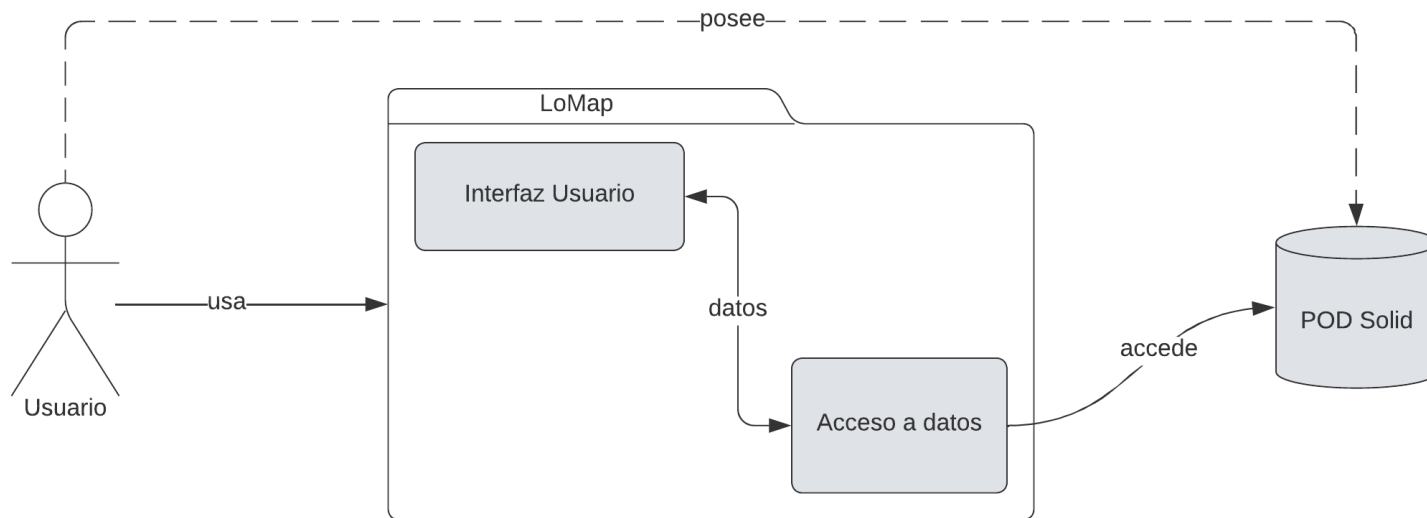 posee
LoMap
Interfaz Usuario
usa
datos
POD Solid
accede
Usuario
Acceso a datos